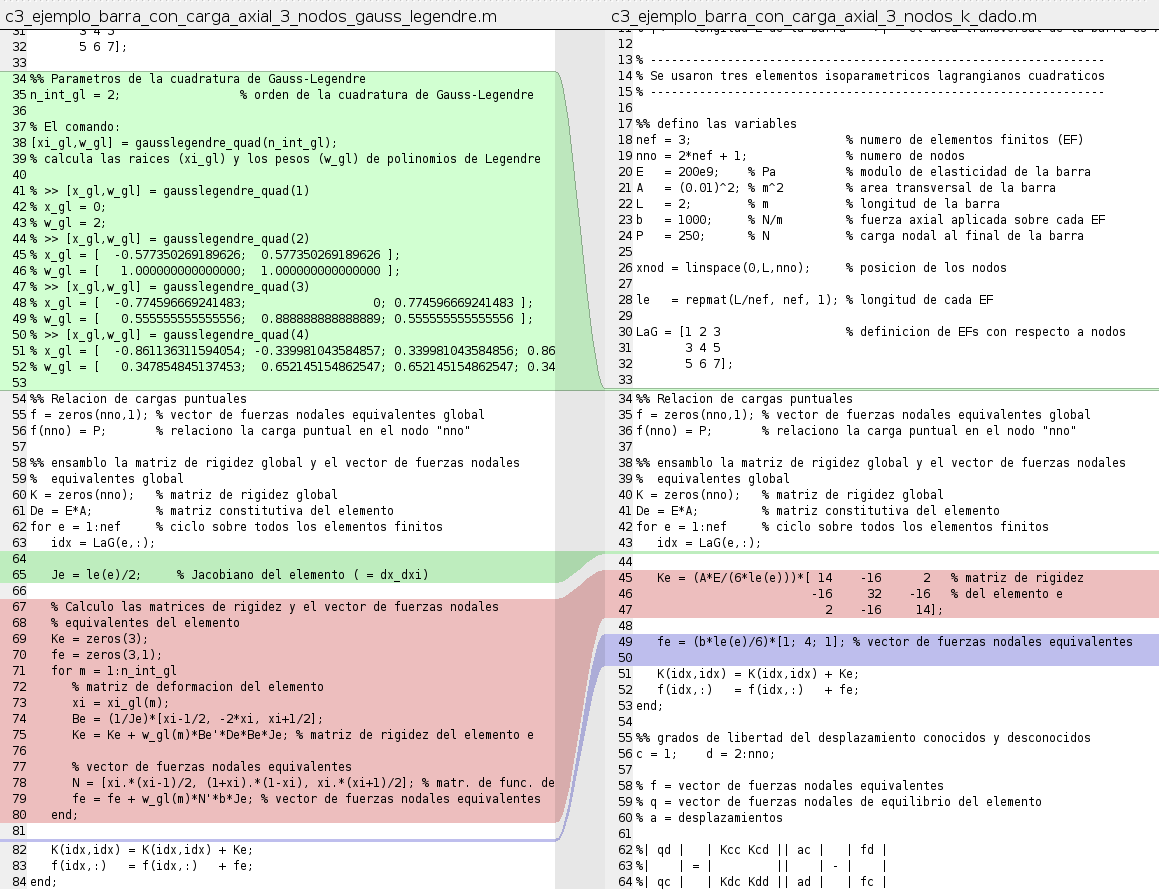 c3_ejemplo_barra_con_carga_axial_3_nodos_gauss_legendre.m
31        3 4 5
32        5 6 7];
33
34 %% Parametros de la cuadratura de Gauss-Legendre
35 n_int_gl = 2;                 % orden de la cuadratura de Gauss-Legendre
36
37 % El comando:
38 [xi_gl,w_gl] = gausslegendre_quad(n_int_gl);
39 % calcula las raices (xi_gl) y los pesos (w_gl) de polinomios de Legendre
40
41 % >> [x_gl,w_gl] = gausslegendre_quad(1)
42 % x_gl = 0;
43 % w_gl = 2;
44 % >> [x_gl,w_gl] = gausslegendre_quad(2)
45 % x_gl = [  -0.577350269189626;  0.577350269189626 ];
46 % w_gl = [   1.000000000000000;  1.000000000000000 ];
47 % >> [x_gl,w_gl] = gausslegendre_quad(3)
48 % x_gl = [  -0.774596669241483;                  0; 0.774596669241483 ];
49 % w_gl = [   0.555555555555556;  0.888888888888889; 0.555555555555556 ];
50 % >> [x_gl,w_gl] = gausslegendre_quad(4)
51 % x_gl = [  -0.861136311594054; -0.339981043584857; 0.339981043584856; 0.86
52 % w_gl = [   0.347854845137453;  0.652145154862547; 0.652145154862547; 0.34
53
54 %% Relacion de cargas puntuales
55 f = zeros(nno,1); % vector de fuerzas nodales equivalentes global
56 f(nno) = P;       % relaciono la carga puntual en el nodo "nno"
57
58 %% ensamblo la matriz de rigidez global y el vector de fuerzas nodales
59 %  equivalentes global
60 K = zeros(nno);   % matriz de rigidez global
61 De = E*A;         % matriz constitutiva del elemento
62 for e = 1:nef     % ciclo sobre todos los elementos finitos
63    idx = LaG(e,:);
64
65    Je = le(e)/2;     % Jacobiano del elemento ( = dx_dxi)
66
67    % Calculo las matrices de rigidez y el vector de fuerzas nodales
68    % equivalentes del elemento
69    Ke = zeros(3);
70    fe = zeros(3,1);
71    for m = 1:n_int_gl
72       % matriz de deformacion del elemento
73       xi = xi_gl(m);
74       Be = (1/Je)*[xi-1/2, -2*xi, xi+1/2];
75       Ke = Ke + w_gl(m)*Be'*De*Be*Je; % matriz de rigidez del elemento e
76
77       % vector de fuerzas nodales equivalentes
78       N = [xi.*(xi-1)/2, (1+xi).*(1-xi), xi.*(xi+1)/2]; % matr. de func. de
79       fe = fe + w_gl(m)*N'*b*Je; % vector de fuerzas nodales equivalentes
80    end;
81
82    K(idx,idx) = K(idx,idx) + Ke;
83    f(idx,:)   = f(idx,:)   + fe;
84 end;
c3_ejemplo_barra_con_carga_axial_3_nodos_k_dado.m
12
13 % -----------------------------------------------------------------
14 % Se usaron tres elementos isoparametricos lagrangianos cuadraticos
15 % -----------------------------------------------------------------
16
17 %% defino las variables
18 nef = 3;                      % numero de elementos finitos (EF)
19 nno = 2*nef + 1;              % numero de nodos
20 E   = 200e9;    % Pa          % modulo de elasticidad de la barra
21 A   = (0.01)^2; % m^2         % area transversal de la barra
22 L   = 2;        % m           % longitud de la barra
23 b   = 1000;     % N/m         % fuerza axial aplicada sobre cada EF
24 P   = 250;      % N           % carga nodal al final de la barra
25
26 xnod = linspace(0,L,nno);     % posicion de los nodos
27
28 le   = repmat(L/nef, nef, 1); % longitud de cada EF
29
30 LaG = [1 2 3                  % definicion de EFs con respecto a nodos
31        3 4 5
32        5 6 7];
33
34 %% Relacion de cargas puntuales
35 f = zeros(nno,1); % vector de fuerzas nodales equivalentes global
36 f(nno) = P;       % relaciono la carga puntual en el nodo "nno"
37
38 %% ensamblo la matriz de rigidez global y el vector de fuerzas nodales
39 %  equivalentes global
40 K = zeros(nno);   % matriz de rigidez global
41 De = E*A;         % matriz constitutiva del elemento
42 for e = 1:nef     % ciclo sobre todos los elementos finitos
43    idx = LaG(e,:);
44
45    Ke = (A*E/(6*le(e)))*[ 14    -16      2   % matriz de rigidez
46                          -16     32    -16   % del elemento e
47                            2    -16     14];
48
49    fe = (b*le(e)/6)*[1; 4; 1]; % vector de fuerzas nodales equivalentes
50
51    K(idx,idx) = K(idx,idx) + Ke;
52    f(idx,:)   = f(idx,:)   + fe;
53 end;
54
55 %% grados de libertad del desplazamiento conocidos y desconocidos
56 c = 1;    d = 2:nno;
57
58 % f = vector de fuerzas nodales equivalentes
59 % q = vector de fuerzas nodales de equilibrio del elemento
60 % a = desplazamientos
61
62 %| qd |   | Kcc Kcd || ac |   | fd |
63 %|    | = |         ||    | - |    |
64 %| qc |   | Kdc Kdd || ad |   | fc |